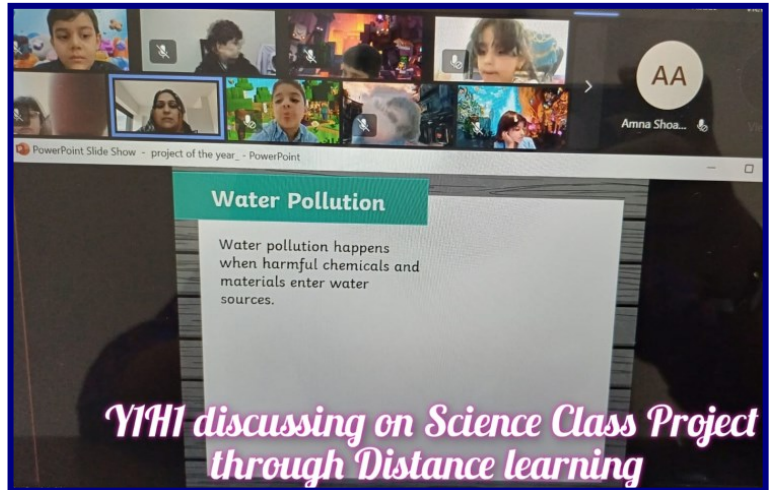 AA
Amna Shoa...
PowerPoint Slide Show - project of the year_ - PowerPoint
Water Pollution
Water pollution happens
when harmful chemicals and
materials enter water
sources.
Y1H1 discussing on Science Class Project
through Distance learning